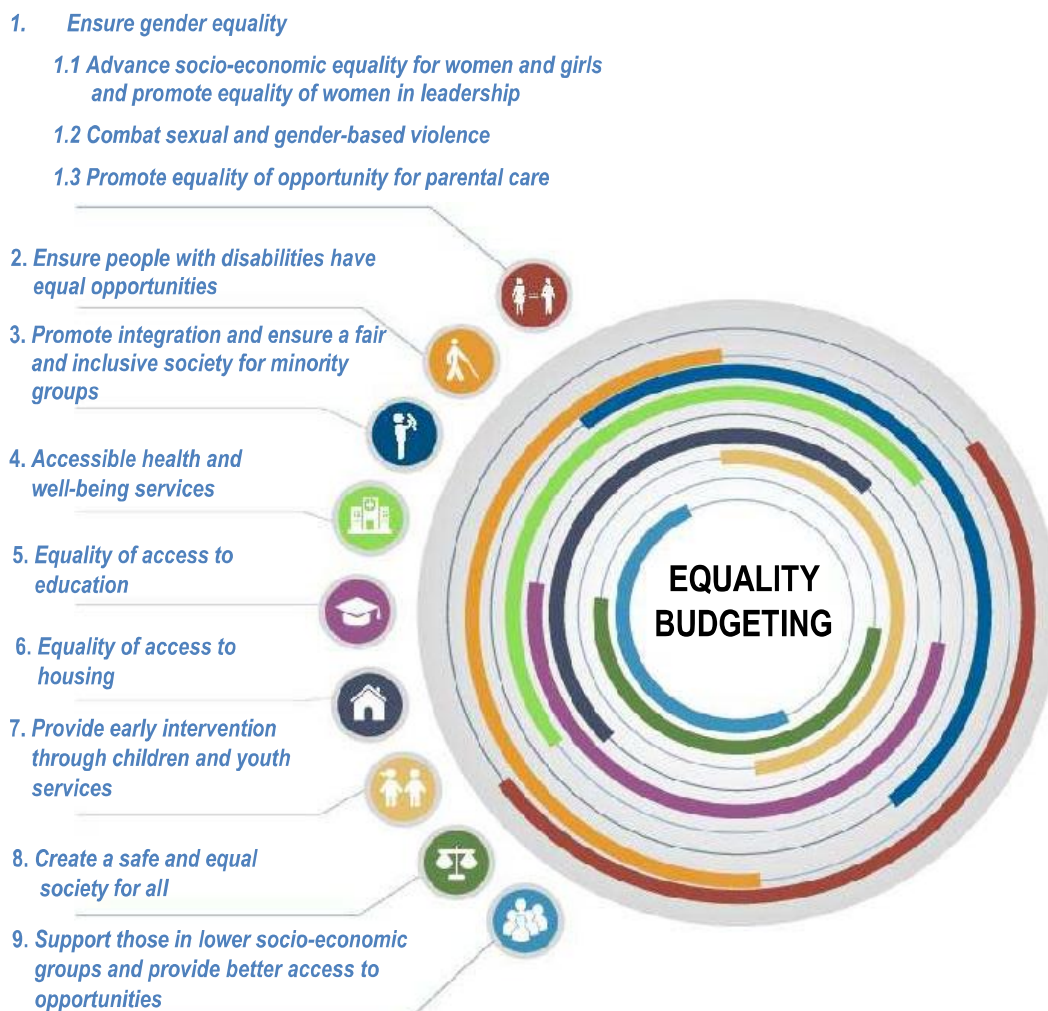 1. Ensure gender equality
1.1 Advance socio-economic equality for women and girls
and promote equality of women in leadership
1.2 Combat sexual and gender-based violence
1.3 Promote equality of opportunity for parental care
2. Ensure people with disabilities have
equal opportunities
3. Promote integration and ensure a fair
and inclusive society for minority
groups
4. Accessible health and
well-being services
5. Equality of access to
education
6. Equality of access to
housing
7. Provide early intervention
through children and youth
services
8. Create a safe and equal
society for all
9. Support those in lower socio-economic
groups and provide better access to
opportunities
EQUALITY
BUDGETING